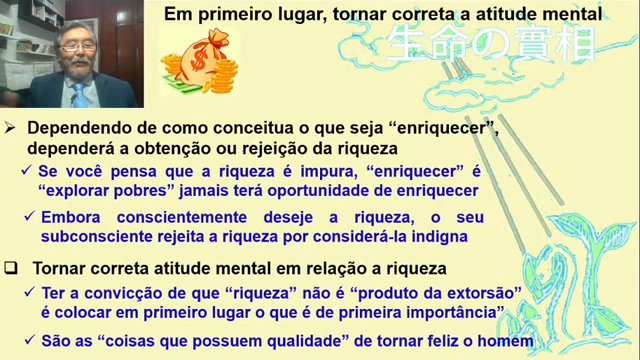 Em primeiro lugar, tornar correta a atitude mental
生命の實相
$
Dependendo de como conceitua o que seja “enriquecer”,
dependerá a obtenção ou rejeição da riqueza
Se você pensa que a riqueza é impura, “enriquecer” é
“explorar pobres” jamais terá oportunidade de enriquecer
Embora conscientemente deseje a riqueza, o seu
subconsciente rejeita a riqueza por considerá-la indigna
Tornar correta atitude mental em relação a riqueza
Ter a convicção de que “riqueza” não é “produto da extorsão”
é colocar em primeiro lugar o que é de primeira importância”
São as “coisas que possuem qualidade” de tornar feliz o homem